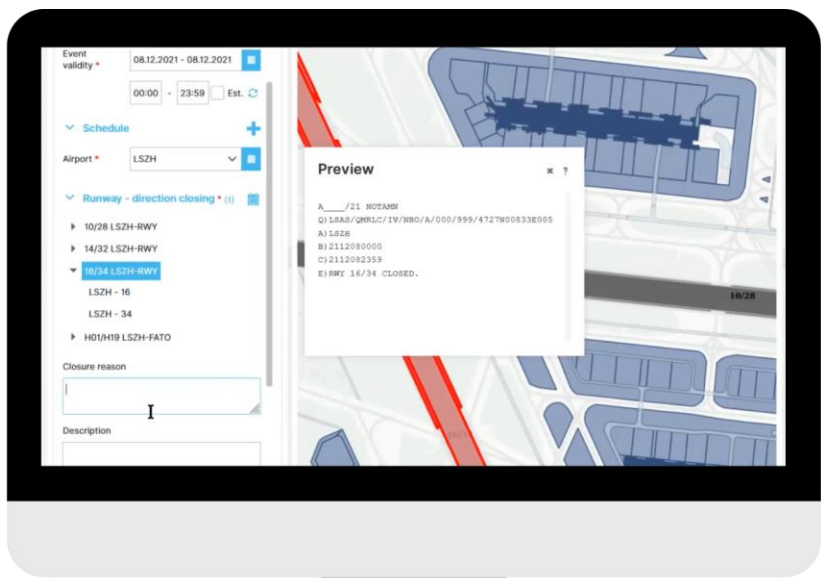 Event
validity *
08.12.2021 - 08.12.2021
00:00 - 23:59 Est.
Schedule
Airport * LSZH
Runway - direction closing * (1)
10/28 LSZH-RWY
14/32 LSZH-RWY
16/34 LSZH-RWY
LSZH - 16
LSZH - 34
H01/H19 LSZH-FATO
Closure reason
Description
Preview
?
A____/21 NOTAMN
Q)LSAS/QMRLC/IV/NBO/A/000/999/4727N00833E005
A)LSZH
B)2112080000
C)2112082359
E)RWY 16/34 CLOSED.
10/28